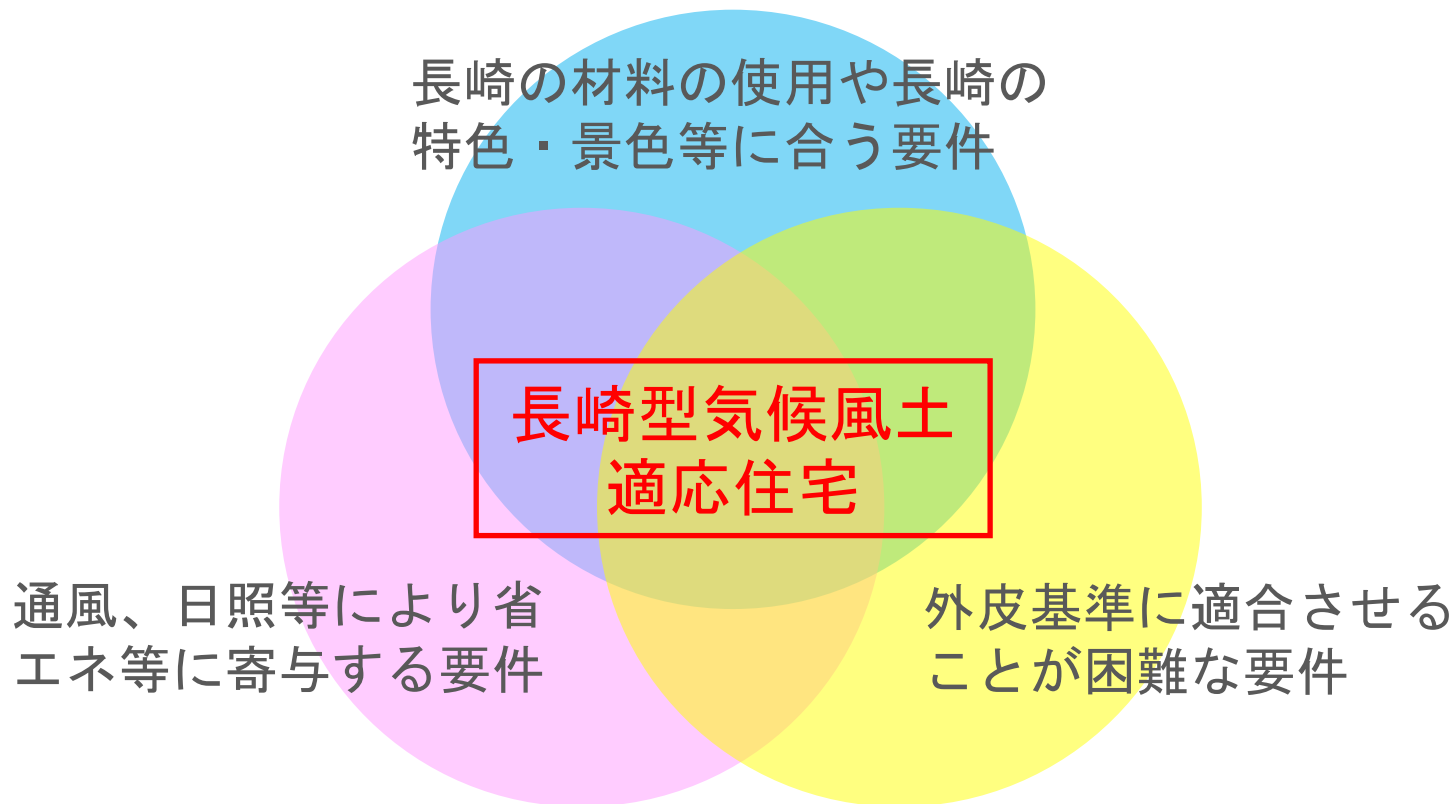 長崎の材料の使用や長崎の
特色・景色等に合う要件
長崎型気候風土
適応住宅
通風、日照等により省
エネ等に寄与する要件
外皮基準に適合させる
ことが困難な要件